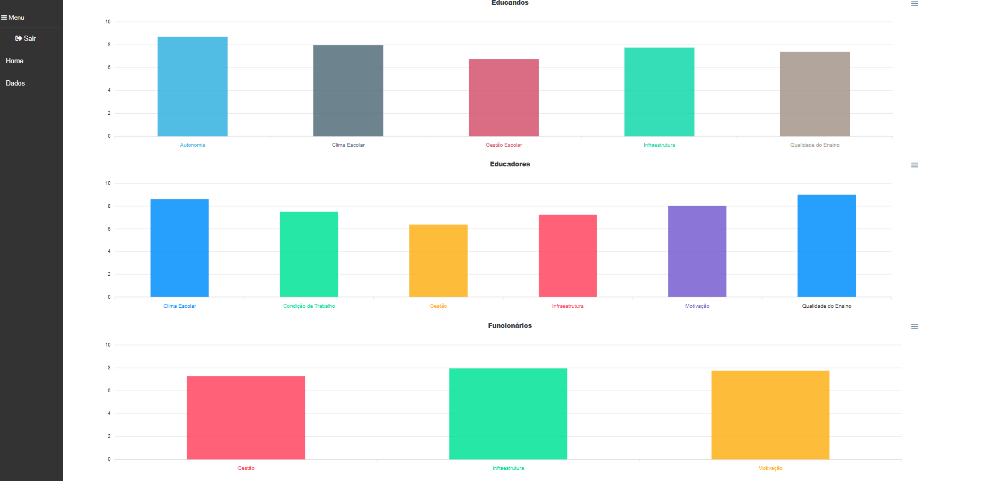 Educandos
Menu
Sair
Home
Dados
10
8
6
4
2
0
Autonomia
Clima Escolar
Gestão Escolar
Infraestrutura
Qualidade do Ensino
Educadores
10
8
6
4
2
0
Clima Escolar
Condição de Trabalho
Gestão
Infraestrutura
Motivação
Qualidade do Ensino
Funcionários
10
8
6
4
2
0
Gestão
Infraestrutura
Motivação